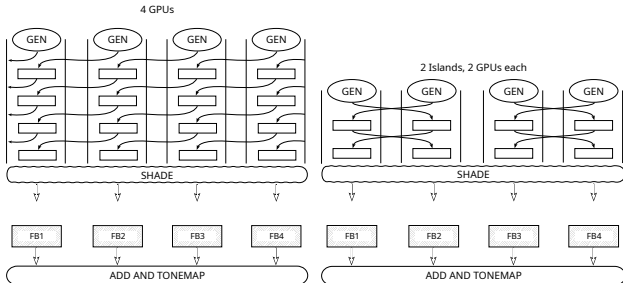 4 GPUs
GEN GEN GEN GEN
SHADE
FB1 FB2 FB3 FB4
ADD AND TONEMAP
2 Islands, 2 GPUs each
GEN GEN GEN GEN
SHADE
FB1 FB2 FB3 FB4
ADD AND TONEMAP